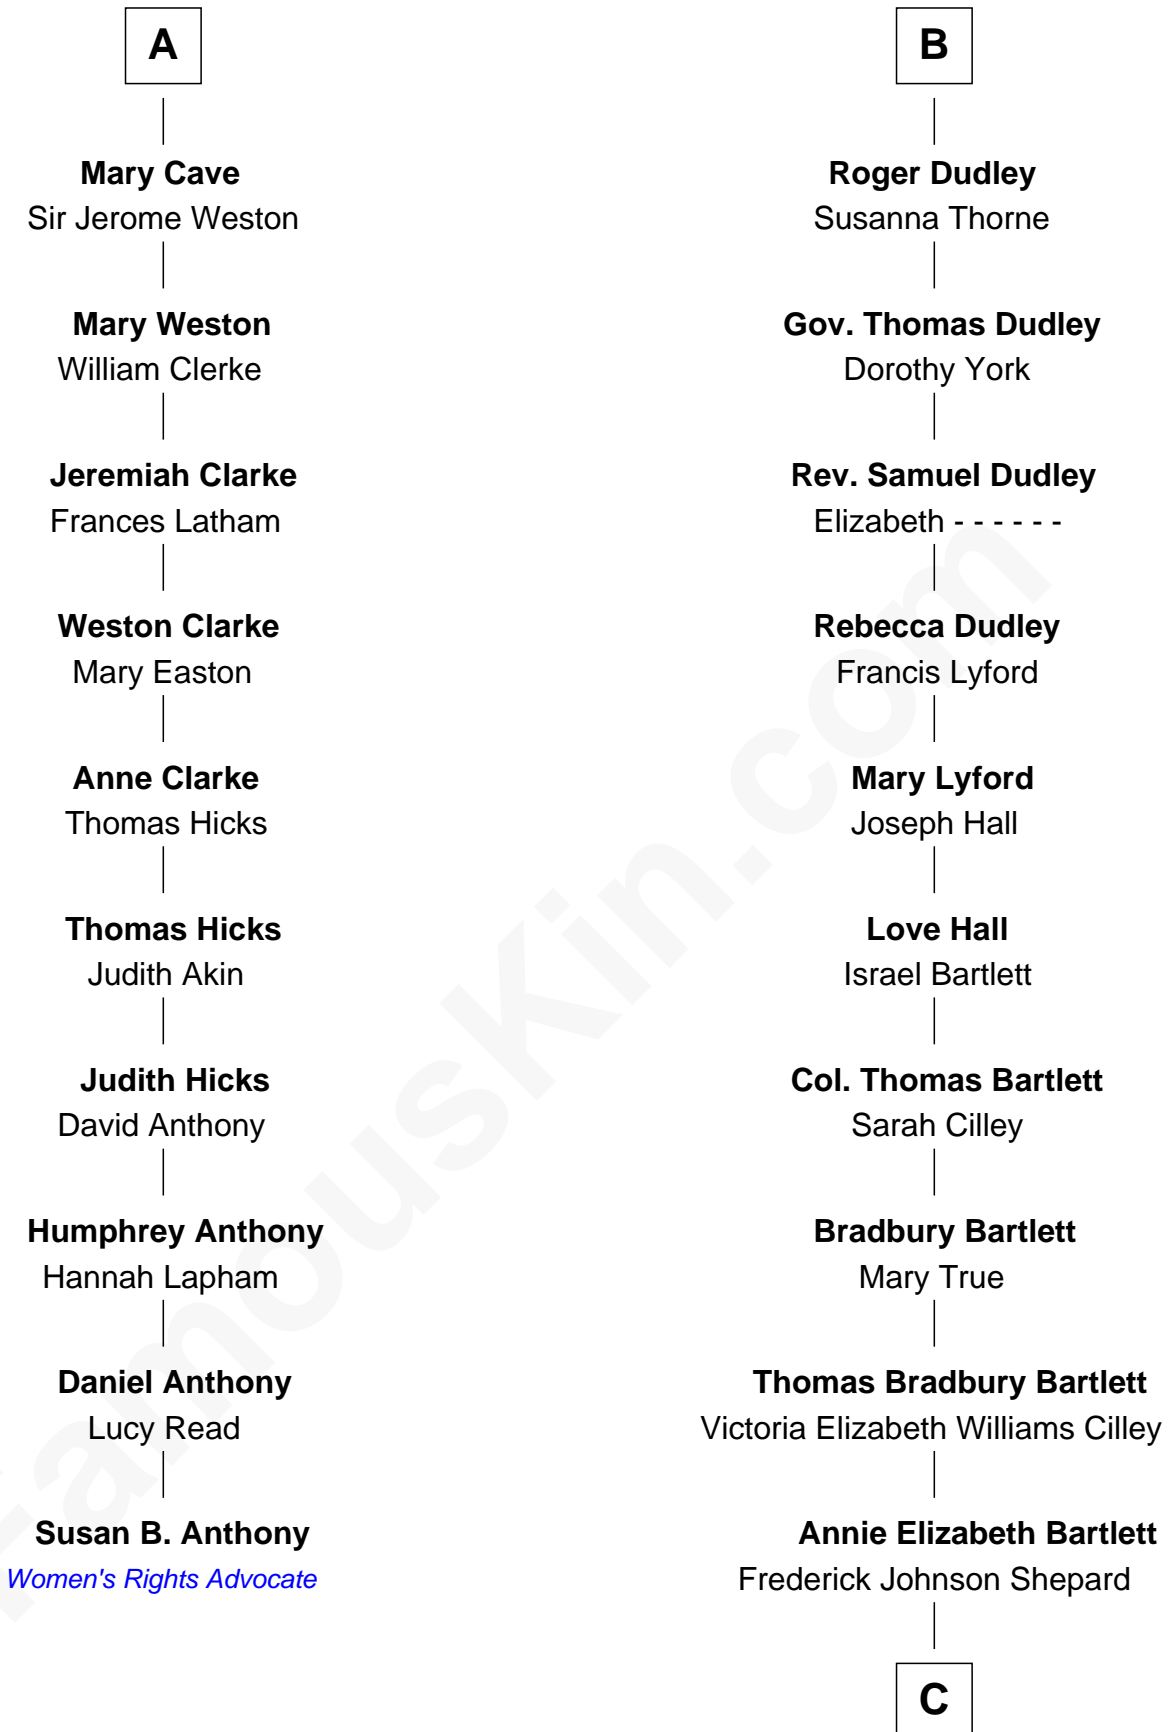 A
Mary Cave
Sir Jerome Weston
Mary Weston
William Clerke
Jeremiah Clarke
Frances Latham
Weston Clarke
Mary Easton
Anne Clarke
Thomas Hicks
Thomas Hicks
Judith Akin
Judith Hicks
David Anthony
Humphrey Anthony
Hannah Lapham
Daniel Anthony
Lucy Read
Susan B. Anthony
Women's Rights Advocate
B
Roger Dudley
Susanna Thorne
Gov. Thomas Dudley
Dorothy York
Rev. Samuel Dudley
Elizabeth - - - - - -
Rebecca Dudley
Francis Lyford
Mary Lyford
Joseph Hall
Love Hall
Israel Bartlett
Col. Thomas Bartlett
Sarah Cilley
Bradbury Bartlett
Mary True
Thomas Bradbury Bartlett
Victoria Elizabeth Williams Cilley
Annie Elizabeth Bartlett
Frederick Johnson Shepard
C
FamousKin.com